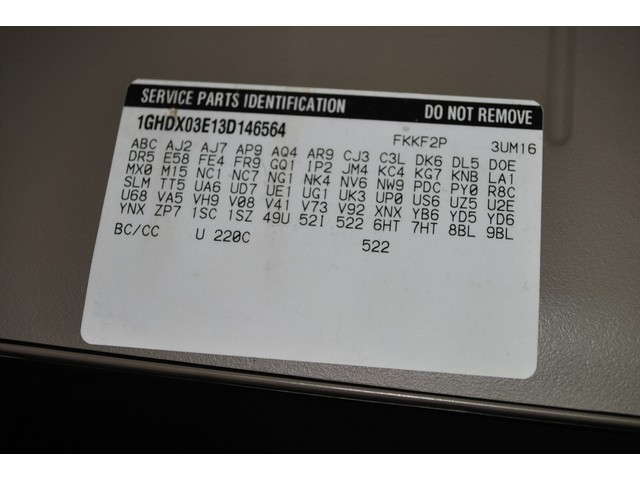 SERVICE PARTS IDENTIFICATION DO NOT REMOVE
1GHDX03E13D146564 FKKF2P 3UM16
ABC AJ2 AJ7 AP9 AQ4 AR9 CJ3 C3L DK6 DL5 DOE
DR5 E58 FE4 FR9 GQ1 IP2 JM4 KC4 KG7 KNB LA1
MX0 M15 NC1 NC7 NG1 NK4 NV6 NW9 PDC PY0 R8C
SLM TT5 UA6 UD7 UE1 UG1 UK3 UP0 US6 UZ5 U2E
U68 VA5 VH9 V08 V41 V73 V92 XNX YB6 YD5 YD6
YNX ZP7 1SC 1SZ 49U 52I 522 6HT 7HT 8BL 9BL
BC/CC U 220C 522